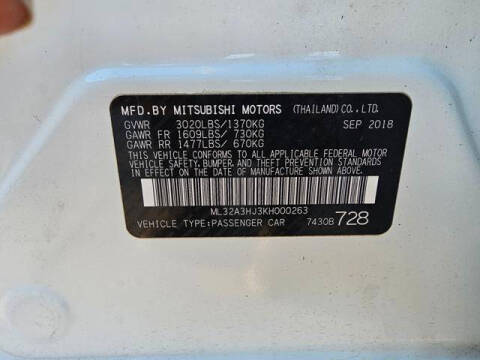 MFD.BY MITSUBISHI MOTORS (THAILAND)CO.,LTD.
GVWR 3020LBS/1370KG SEP 2018
GAWR FR 1609LBS/ 730KG
GAWR RR 1477LBS/ 670KG
THIS VEHICLE CONFORMS TO ALL APPLICABLE
FEDERAL MOTOR VEHICLE SAFETY, BUMPER, AND
THEFT PREVENTION STANDARDS IN EFFECT ON
THE DATE OF MANUFACTURE SHOWN ABOVE.
ML32A3HJ3KH000263
VEHICLE TYPE:PASSENGER CAR 7430B 728